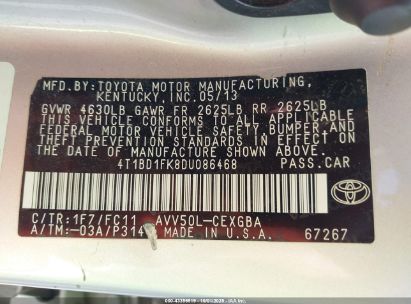 MFD.BY:TOYOTA MOTOR MANUFACTURING,
KENTUCKY, INC. 05/13
GVWR 4630LB GAWR FR 2625LB RR 2625LB
THIS VEHICLE CONFORMS TO ALL APPLICABLE
FEDERAL MOTOR VEHICLE SAFETY, BUMPER, AND
THEFT PREVENTION STANDARDS IN EFFECT ON
THE DATE OF MANUFACTURE SHOWN ABOVE.
4T1BD1FK8DU086468 PASS.CAR
C/TR:1F7/FC11 AVV50L-CEXGBA
A/TM:-03A/P314 MADE IN U.S.A. 67267